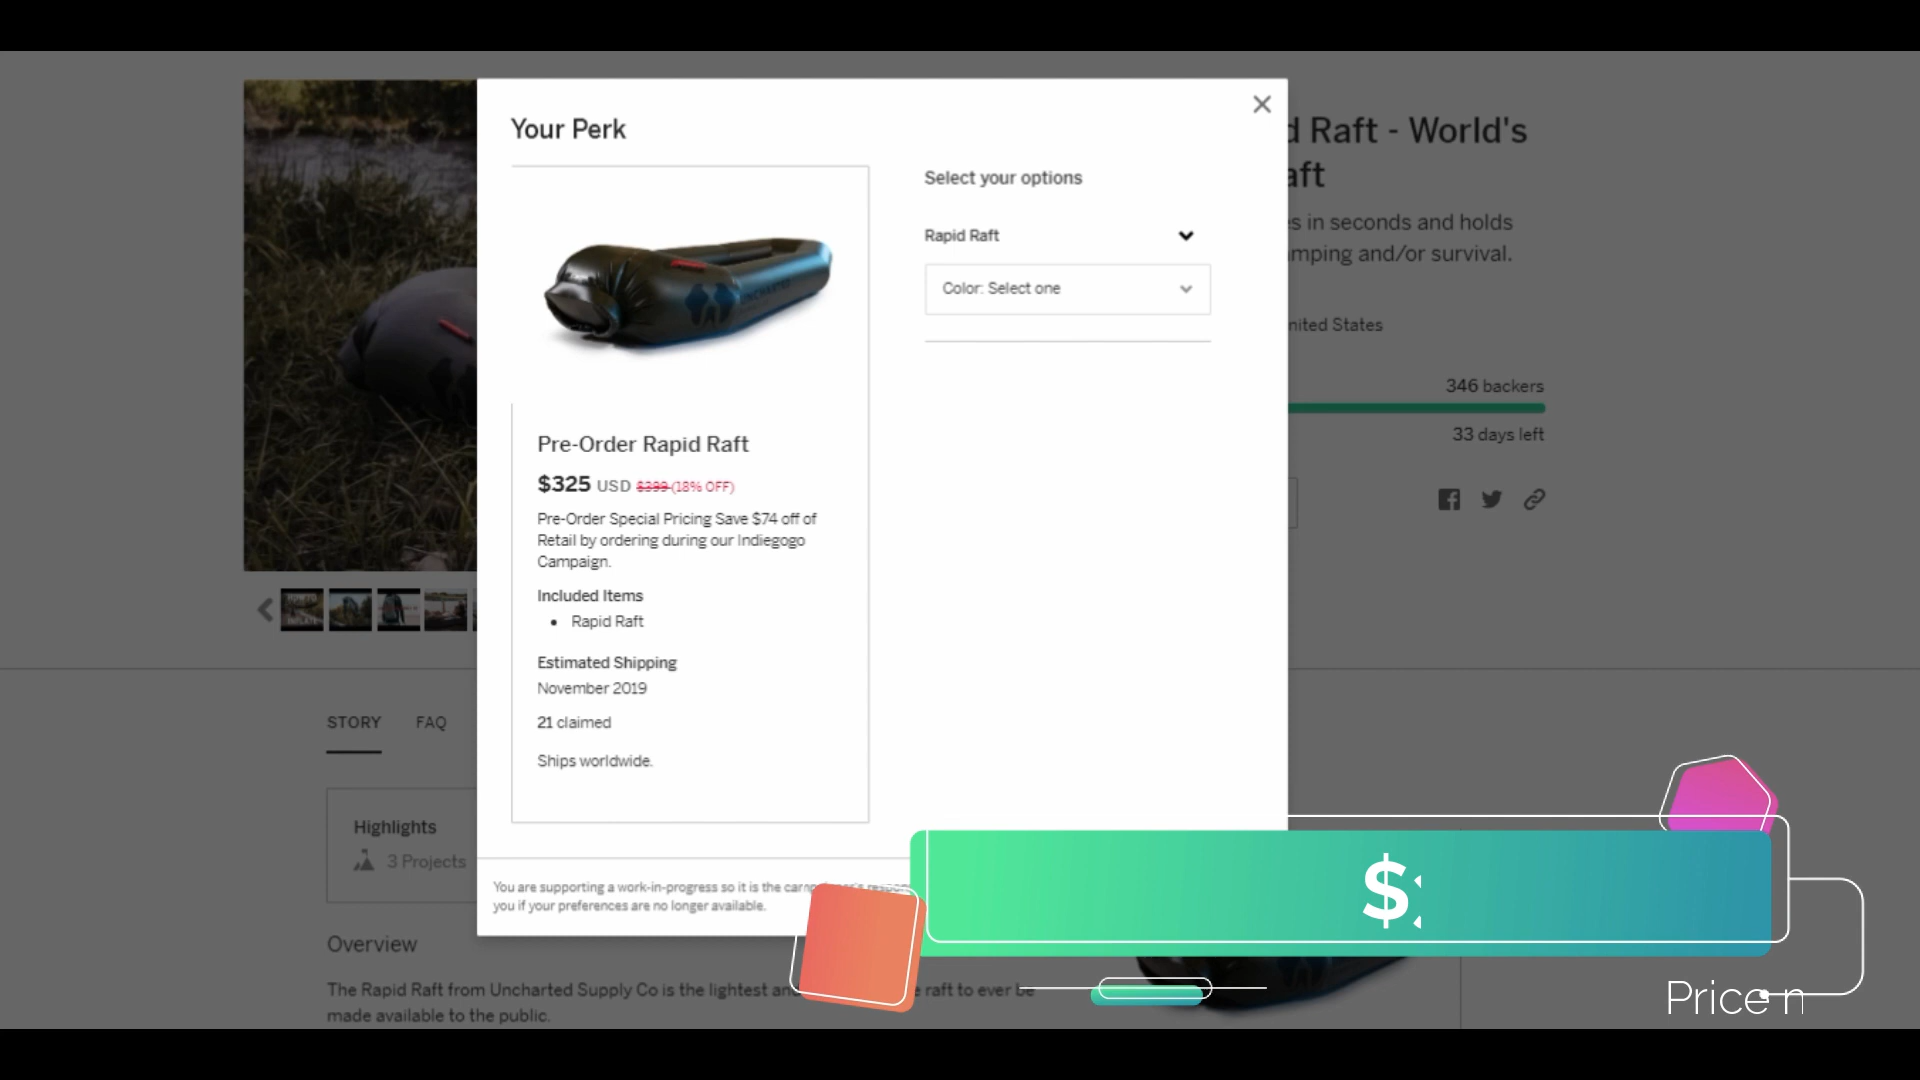 Your Perk
Select your options
Rapid Raft
Color: Select one
Pre-Order Rapid Raft
$325 USD $399 (18% OFF)
Pre-Order Special Pricing Save $74 off of
Retail by ordering during our Indiegogo
Campaign.
Included Items
• Rapid Raft
Estimated Shipping
November 2019
21 claimed
Ships worldwide.
You are supporting a work-in-progress so it is the
you if your preferences are no longer available.
d Raft - World's
aft
s in seconds and holds
mping and/or survival.
nited States
346 backers
33 days left
STORY FAQ
Highlights
3 Projects
Overview
The Rapid Raft from Uncharted Supply Co is the lightest and raft to ever be
made available to the public.
$
Price n